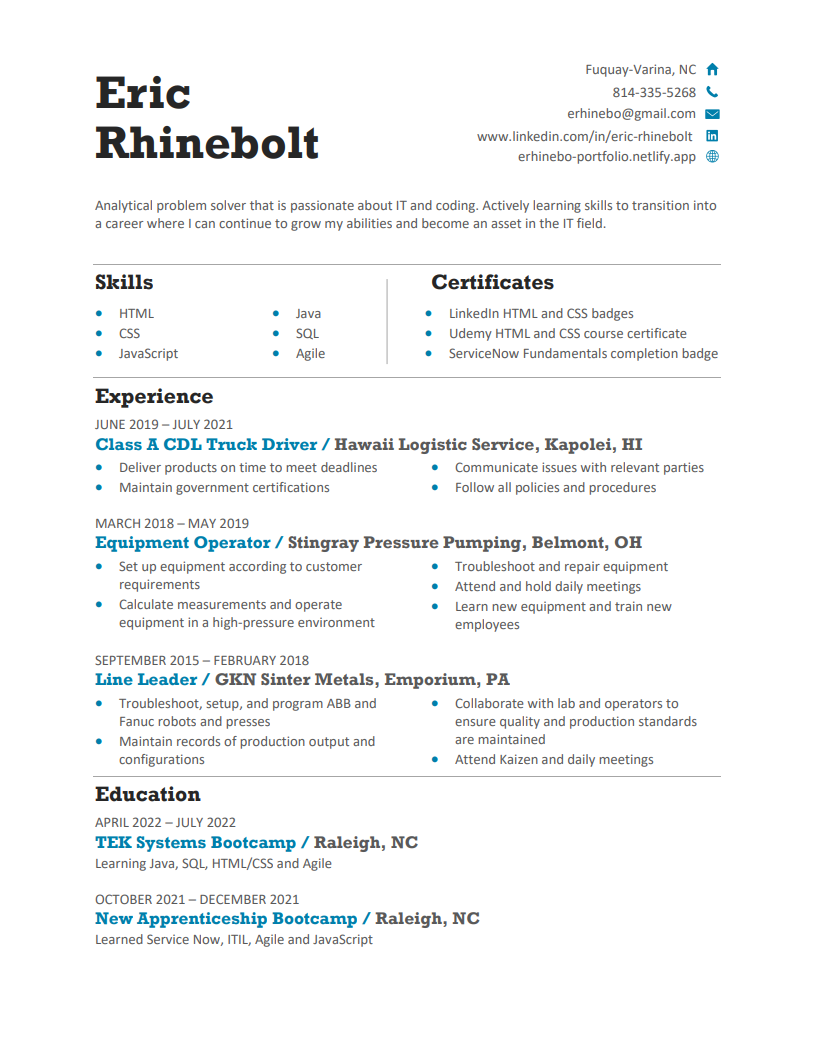 Eric
Rhinebolt
Fuquay-Varina, NC
814-335-5268
erhinebo@gmail.com
www.linkedin.com/in/eric-rhinebolt
erhinebo-portfolio.netlify.app
Analytical problem solver that is passionate about IT and coding. Actively learning skills to transition into
a career where I can continue to grow my abilities and become an asset in the IT field.
Skills
• HTML
• CSS
• JavaScript
• Java
• SQL
• Agile
Certificates
• LinkedIn HTML and CSS badges
• Udemy HTML and CSS course certificate
• ServiceNow Fundamentals completion badge
Experience
JUNE 2019 – JULY 2021
Class A CDL Truck Driver / Hawaii Logistic Service, Kapolei, HI
• Deliver products on time to meet deadlines
• Maintain government certifications
• Communicate issues with relevant parties
• Follow all policies and procedures
MARCH 2018 – MAY 2019
Equipment Operator / Stingray Pressure Pumping, Belmont, OH
• Set up equipment according to customer
requirements
• Calculate measurements and operate
equipment in a high-pressure environment
• Troubleshoot and repair equipment
• Attend and hold daily meetings
• Learn new equipment and train new
employees
SEPTEMBER 2015 – FEBRUARY 2018
Line Leader / GKN Sinter Metals, Emporium, PA
• Troubleshoot, setup, and program ABB and
Fanuc robots and presses
• Maintain records of production output and
configurations
• Collaborate with lab and operators to
ensure quality and production standards
are maintained
• Attend Kaizen and daily meetings
Education
APRIL 2022 – JULY 2022
TEK Systems Bootcamp / Raleigh, NC
Learning Java, SQL, HTML/CSS and Agile
OCTOBER 2021 – DECEMBER 2021
New Apprenticeship Bootcamp / Raleigh, NC
Learned Service Now, ITIL, Agile and JavaScript